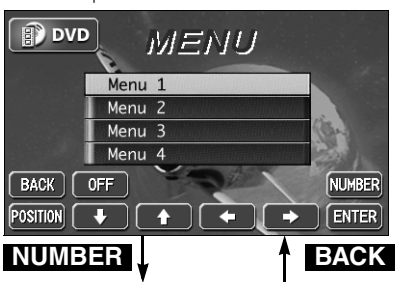 DVD
MENU
Menu 1
Menu 2
Menu 3
Menu 4
BACK OFF NUMBER
POSITION ENTER
NUMBER BACK